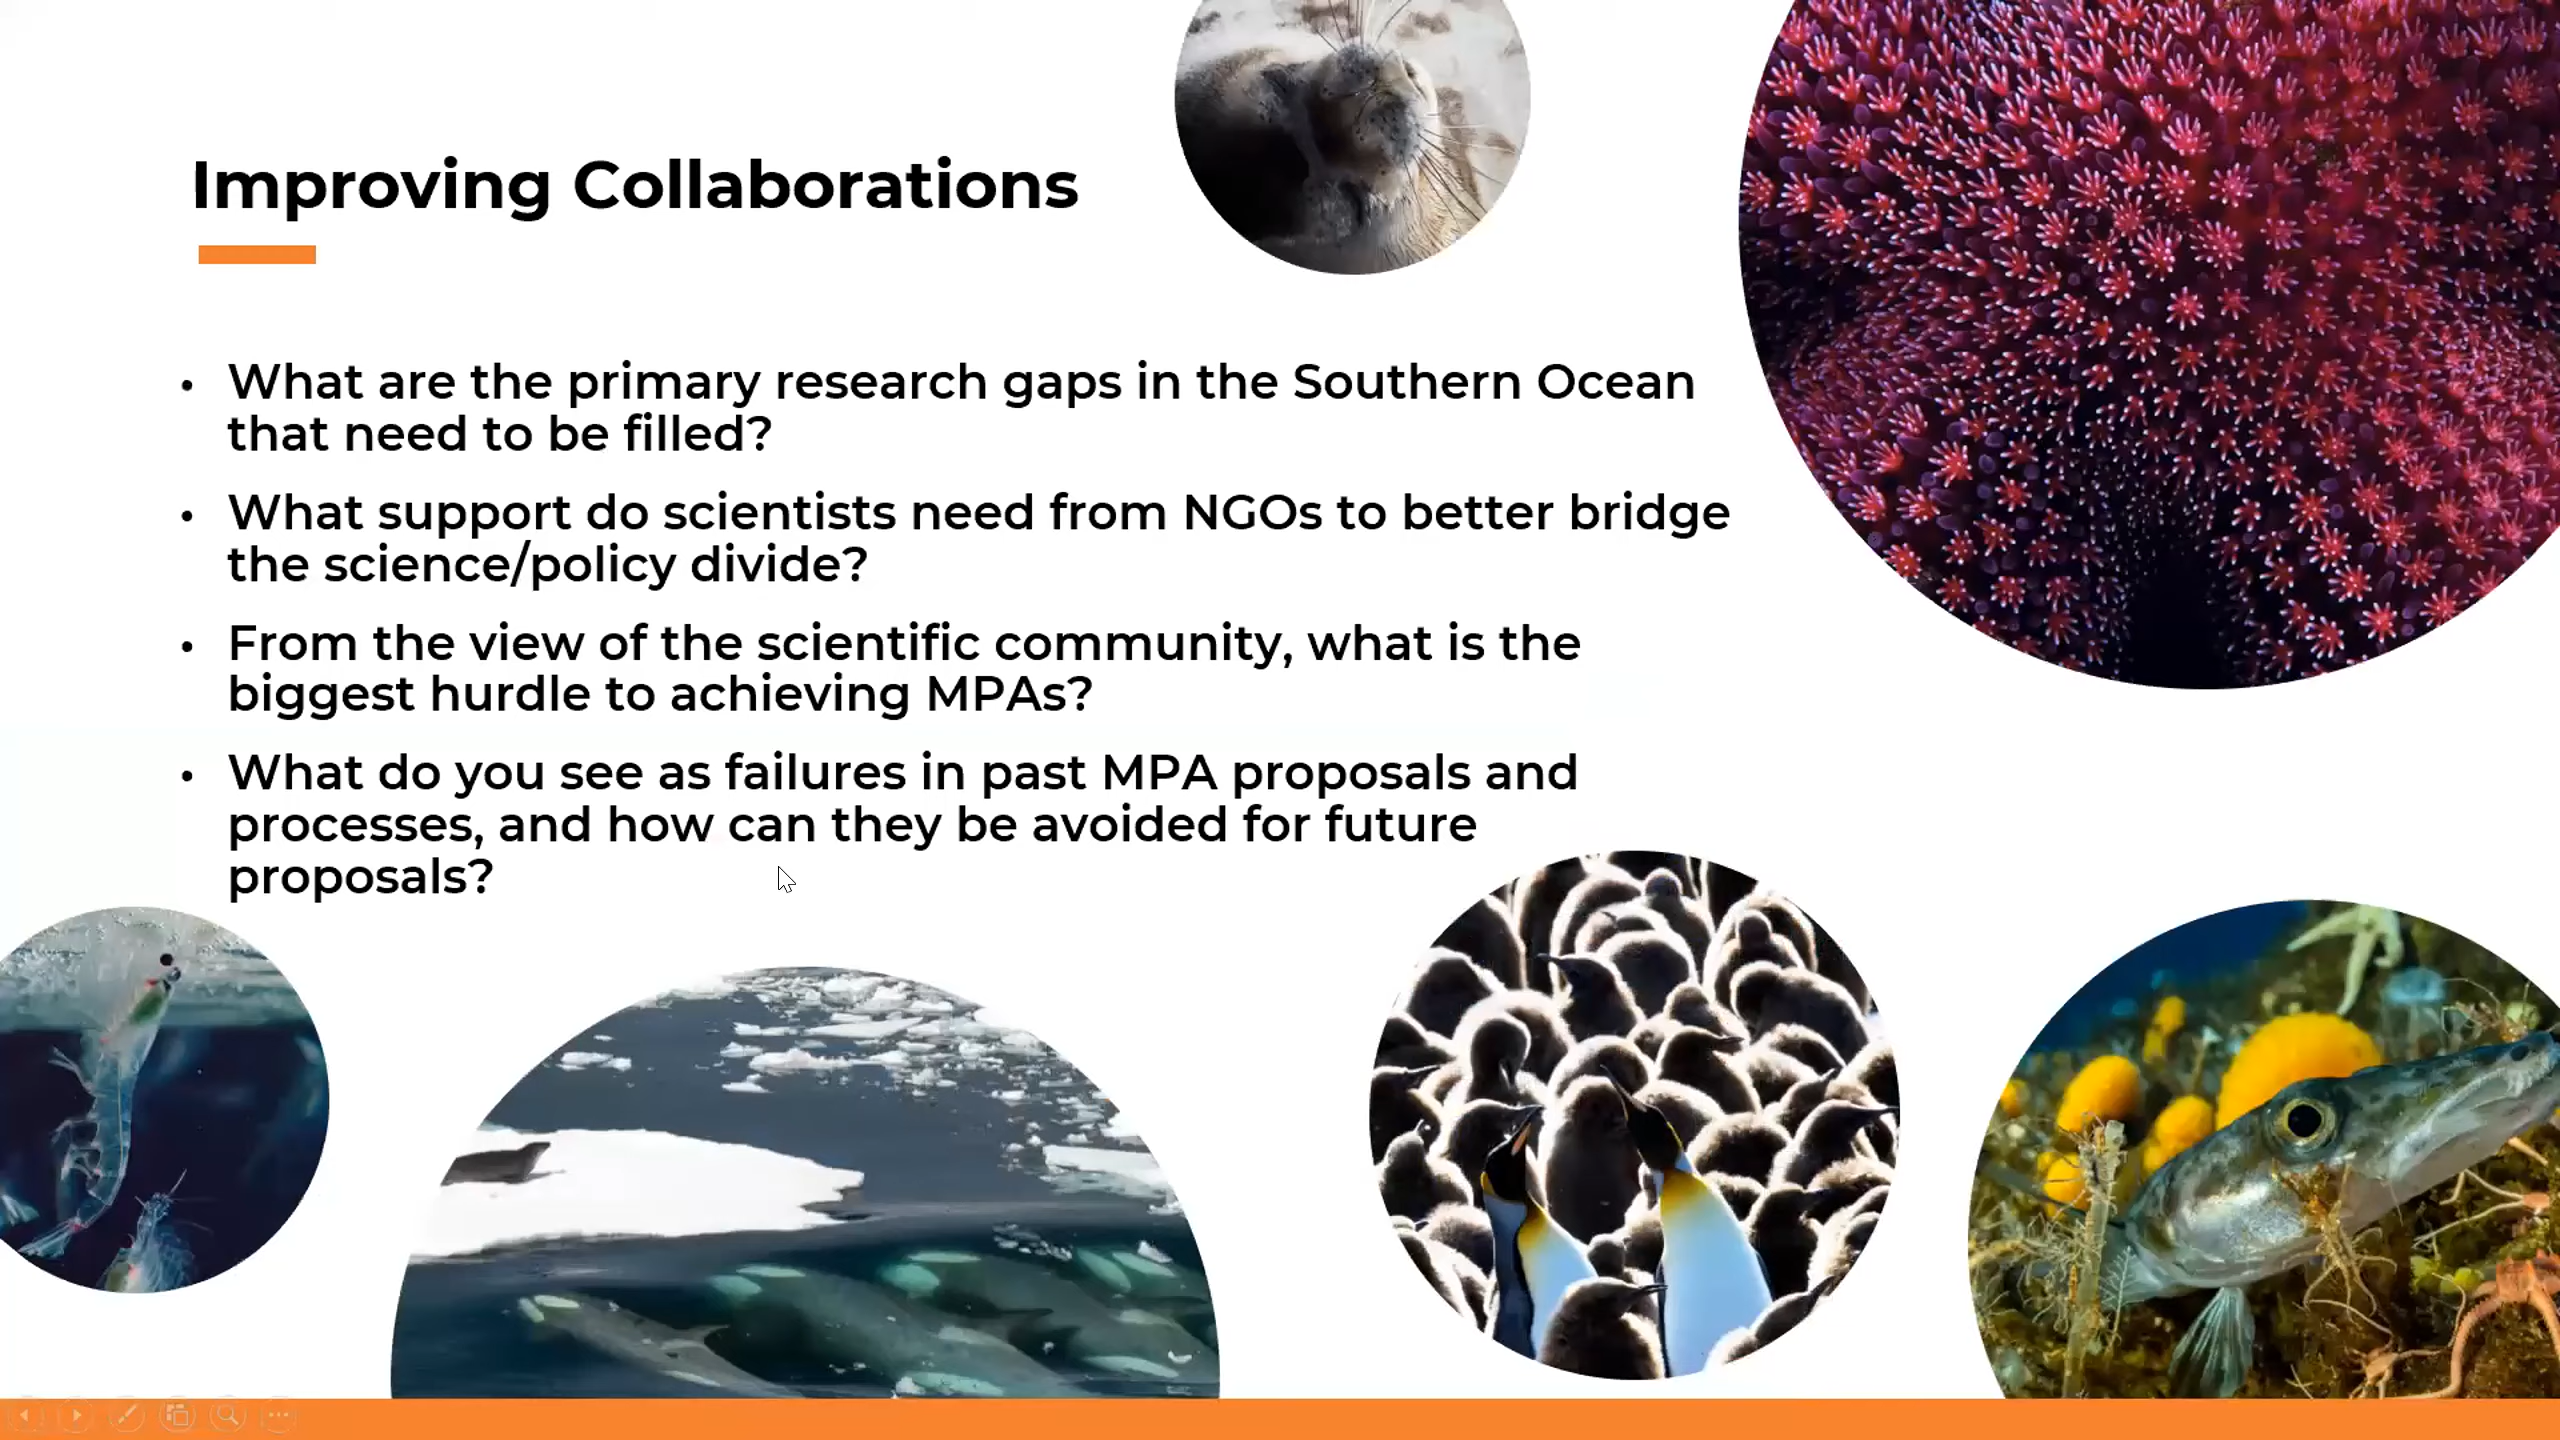 Improving Collaborations
• What are the primary research gaps in the Southern Ocean
that need to be filled?
• What support do scientists need from NGOs to better bridge
the science/policy divide?
• From the view of the scientific community, what is the
biggest hurdle to achieving MPAs?
• What do you see as failures in past MPA proposals and
processes, and how can they be avoided for future
proposals?